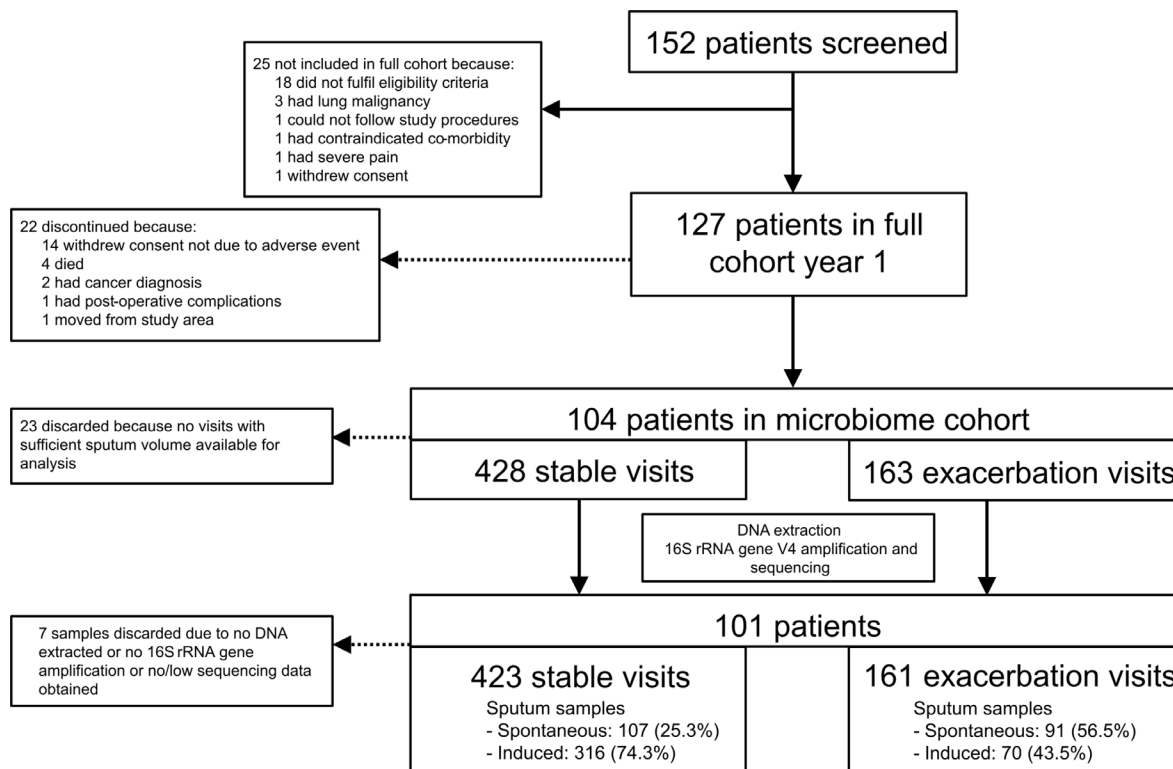 152 patients screened
25 not included in full cohort because:
18 did not fulfil eligibility criteria
3 had lung malignancy
1 could not follow study procedures
1 had contraindicated co-morbidity
1 had severe pain
1 withdrew consent
127 patients in full
cohort year 1
22 discontinued because:
14 withdrew consent not due to adverse event
4 died
2 had cancer diagnosis
1 had post-operative complications
1 moved from study area
104 patients in microbiome cohort
428 stable visits
163 exacerbation visits
23 discarded because no visits with
sufficient sputum volume available for
analysis
DNA extraction
16S rRNA gene V4 amplification and
sequencing
101 patients
423 stable visits
Sputum samples
- Spontaneous: 107 (25.3%)
- Induced: 316 (74.3%)
161 exacerbation visits
Sputum samples
- Spontaneous: 91 (56.5%)
- Induced: 70 (43.5%)
7 samples discarded due to no DNA
extracted or no 16S rRNA gene
amplification or no/low sequencing data
obtained